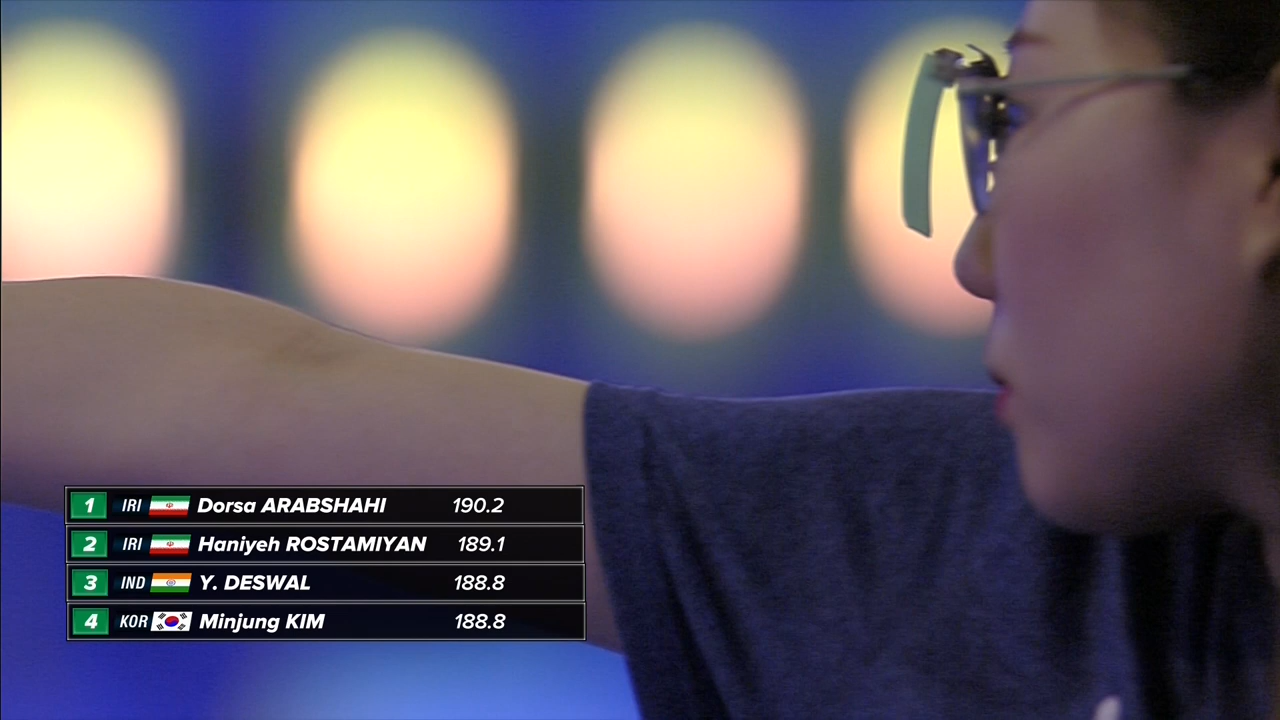 1 IRI Dorsa ARABSHAHI 190.2
2 IRI Haniyeh ROSTAMIYAN 189.1
3 IND Y. DESWAL 188.8
4 KOR Minjung KIM 188.8